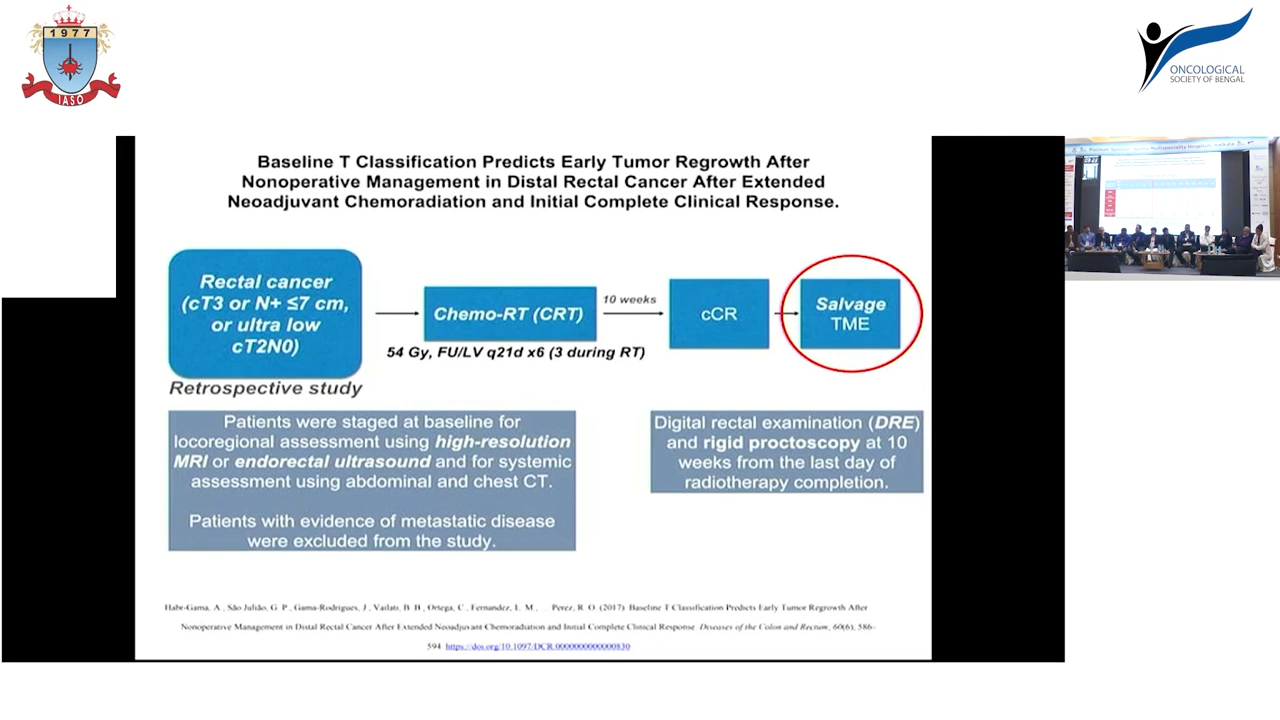 1977
IASO
ONCOLOGICAL
SOCIETY OF BENGAL
Baseline T Classification Predicts Early Tumor Regrowth After
Nonoperative Management in Distal Rectal Cancer After Extended
Neoadjuvant Chemoradiation and Initial Complete Clinical Response.
Rectal cancer
(cT3 or N+ ≤7 cm,
or ultra low
cT2N0)
Chemo-RT (CRT)
10 weeks
cCR
Salvage
TME
54 Gy, FU/LV q21d x6 (3 during RT)
Retrospective study
Patients were staged at baseline for
locoregional assessment using high-resolution
MRI or endorectal ultrasound and for systemic
assessment using abdominal and chest CT.
Patients with evidence of metastatic disease
were excluded from the study.
Digital rectal examination (DRE)
and rigid proctoscopy at 10
weeks from the last day of
radiotherapy completion.
Habr-Gama, A., São Julião, G. P., Gama-Rodrigues, J., Vailati, B. B., Ortega, C., Fernandez, L. M., ... Perez, R. O. (2017). Baseline T Classification Predicts Early Tumor Regrowth After
Nonoperative Management in Distal Rectal Cancer After Extended Neoadjuvant Chemoradiation and Initial Complete Clinical Response. Diseases of the Colon and Rectum, 60(6), 586–
594. https://doi.org/10.1097/DCR.0000000000000830